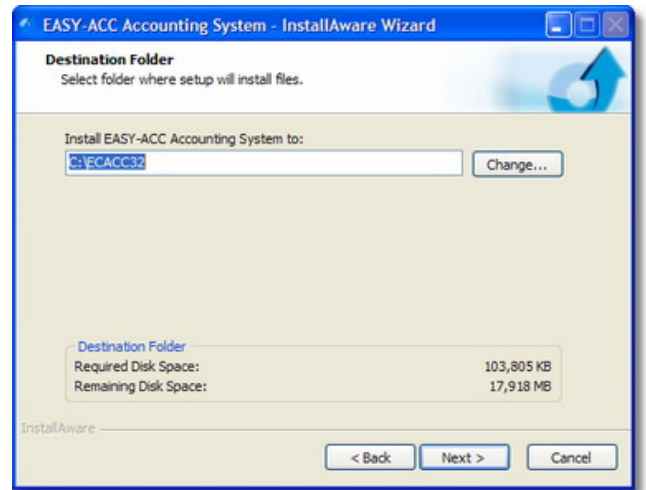 EASY-ACC Accounting System - InstallAware Wizard
Destination Folder
Select folder where setup will install files.
Install EASY-ACC Accounting System to:
C:\ECACC32
Change...
Destination Folder
Required Disk Space: 103,805 KB
Remaining Disk Space: 17,918 MB
InstallAware
< Back Next > Cancel